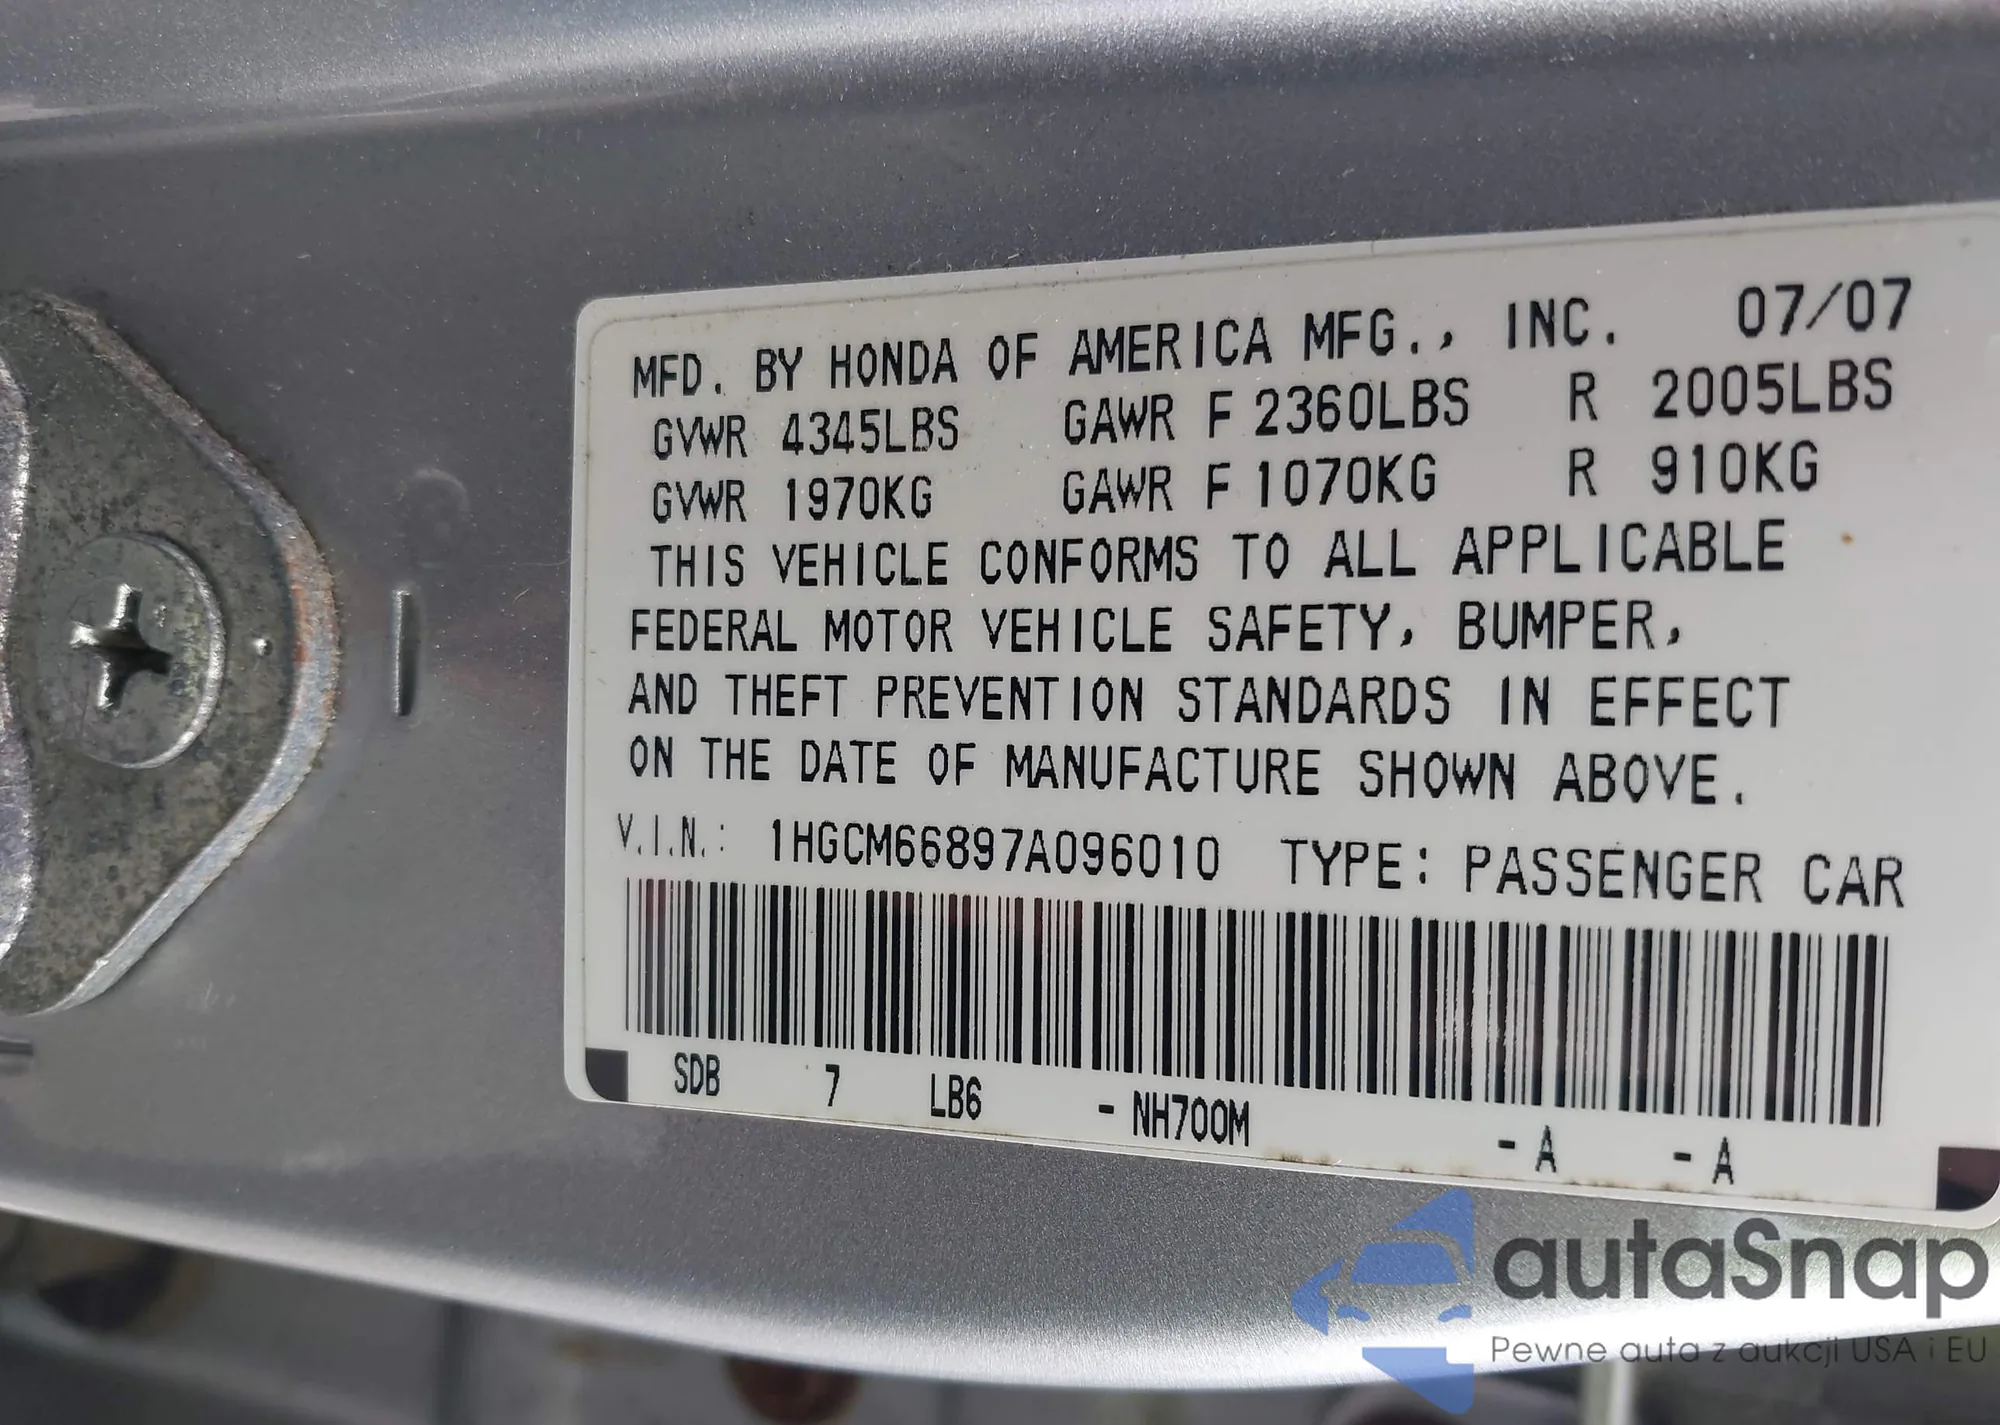 MFD. BY HONDA OF AMERICA MFG., INC. 07/07
GVWR 4345LBS GAWR F 2360LBS R 2005LBS
GVWR 1970KG GAWR F 1070KG R 910KG
THIS VEHICLE CONFORMS TO ALL APPLICABLE
FEDERAL MOTOR VEHICLE SAFETY, BUMPER,
AND THEFT PREVENTION STANDARDS IN EFFECT
ON THE DATE OF MANUFACTURE SHOWN ABOVE.
V.I.N.: 1HGCM66897A096010 TYPE: PASSENGER CAR
SDB 7 LB6 - NH700M - A - A
autaSnap
Pewne auta z aukcji USA i EU